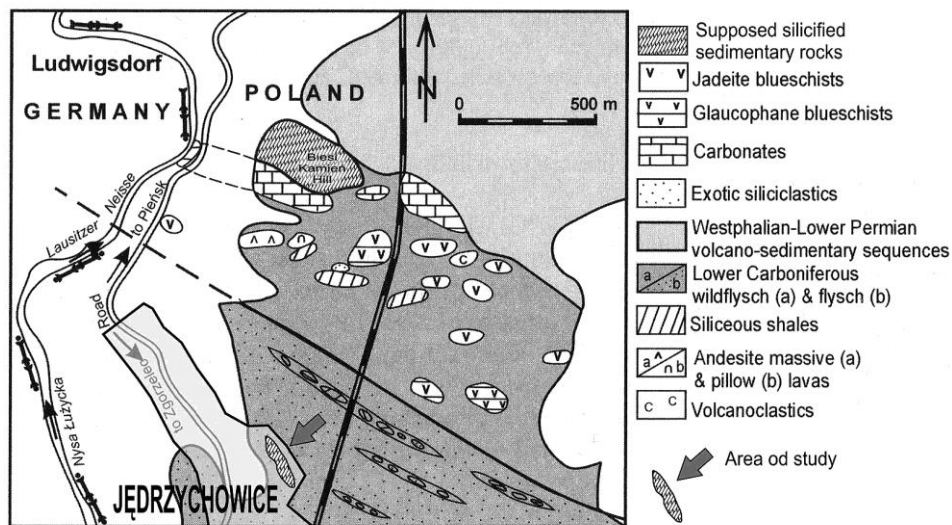 Ludwigsdorf
GERMANY
POLAND
N
0 500 m
Biesi
Kamień
Hill
Lausitzer Neisse
Road to Pieńsk
to Zgorzelec
Nysa Łużycka
JĘDRZYCHOWICE
Supposed silicified
sedimentary rocks
Jadeite blueschists
Glaucophane blueschists
Carbonates
Exotic siliciclastics
Westphalian-Lower Permian
volcano-sedimentary sequences
a b
Lower Carboniferous
wildflysch (a) & flysch (b)
Siliceous shales
a b
Andesite massive (a)
& pillow (b) lavas
c c
Volcanoclastics
Area od study